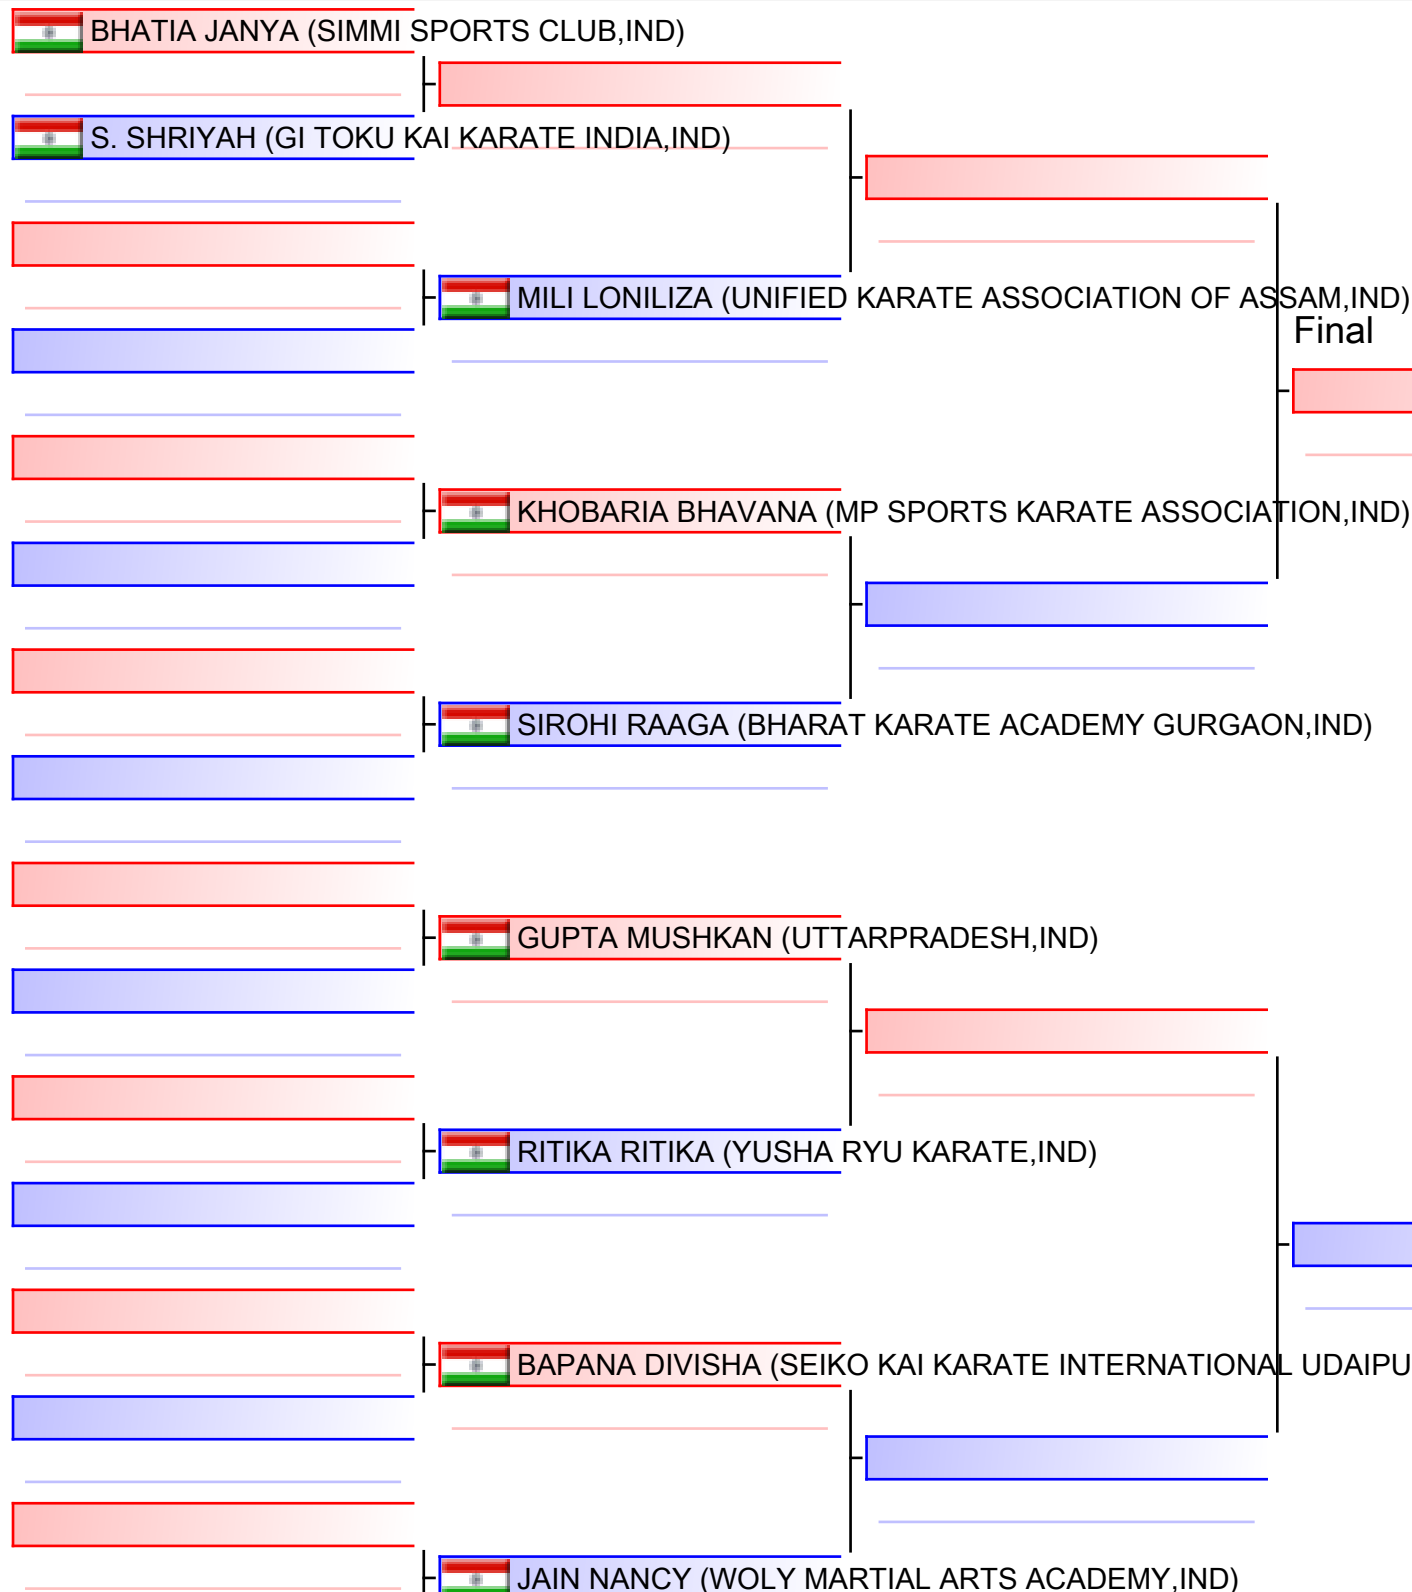 BHATIA JANYA (SIMMI SPORTS CLUB,IND)
S. SHRIYAH (GI TOKU KAI KARATE INDIA,IND)
MILI LONILIZA (UNIFIED KARATE ASSOCIATION OF ASSAM,IND)
Final
KHOBARIA BHAVANA (MP SPORTS KARATE ASSOCIATION,IND)
SIROHI RAAGA (BHARAT KARATE ACADEMY GURGAON,IND)
GUPTA MUSHKAN (UTTARPRADESH,IND)
RITIKA RITIKA (YUSHA RYU KARATE,IND)
BAPANA DIVISHA (SEIKO KAI KARATE INTERNATIONAL UDAIPU
JAIN NANCY (WOLY MARTIAL ARTS ACADEMY,IND)